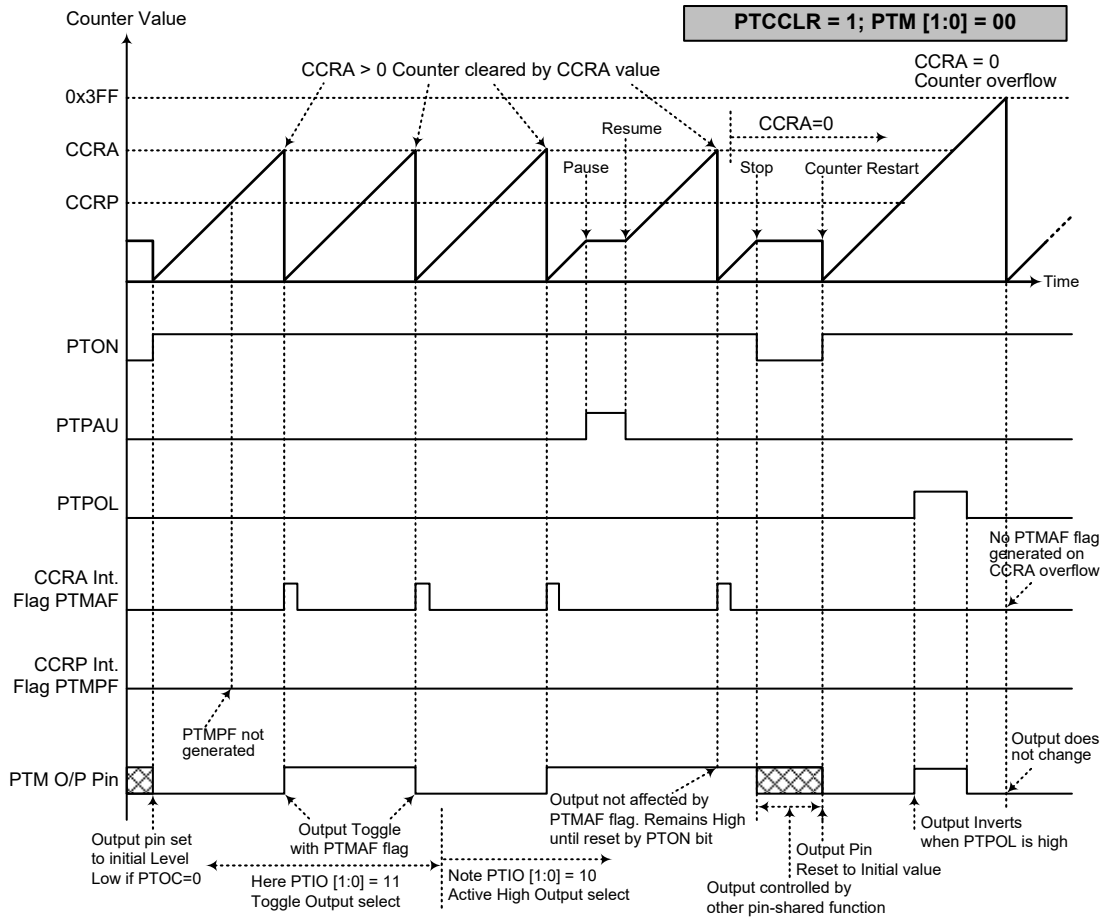 Counter Value
PTCCLR = 1; PTM [1:0] = 00
CCRA > 0 Counter cleared by CCRA value
CCRA = 0
Counter overflow
0x3FF
CCRA
CCRP
Resume
CCRA=0
Pause
Stop
Counter Restart
Time
PTON
PTPAU
PTPOL
No PTMAF flag
generated on
CCRA overflow
CCRA Int.
Flag PTMAF
CCRP Int.
Flag PTMPF
PTMPF not
generated
Output does
not change
PTM O/P Pin
Output pin set
to initial Level
Low if PTOC=0
Output Toggle
with PTMAF flag
Output not affected by
PTMAF flag. Remains High
until reset by PTON bit
Output Inverts
when PTPOL is high
Output Pin
Reset to Initial value
Here PTIO [1:0] = 11
Toggle Output select
Note PTIO [1:0] = 10
Active High Output select
Output controlled by
other pin-shared function